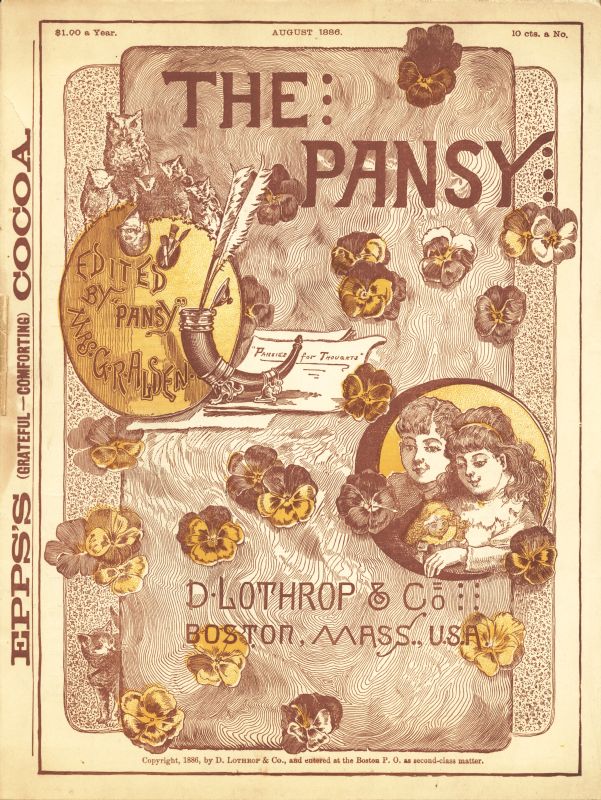 $1.00 a Year.
AUGUST 1886.
10 cts. a No.
THE
PANSY
EDITED
BY "PANSY"
MRS. G.R. ALDEN.
"PANSIES for THOUGHTS"
D. LOTHROP & Co
BOSTON, MASS., U.S.A.
EPPS'S (GRATEFUL—COMFORTING) COCOA
Copyright, 1886, by D. LOTHROP & Co., and entered at the Boston P. O. as second-class matter.